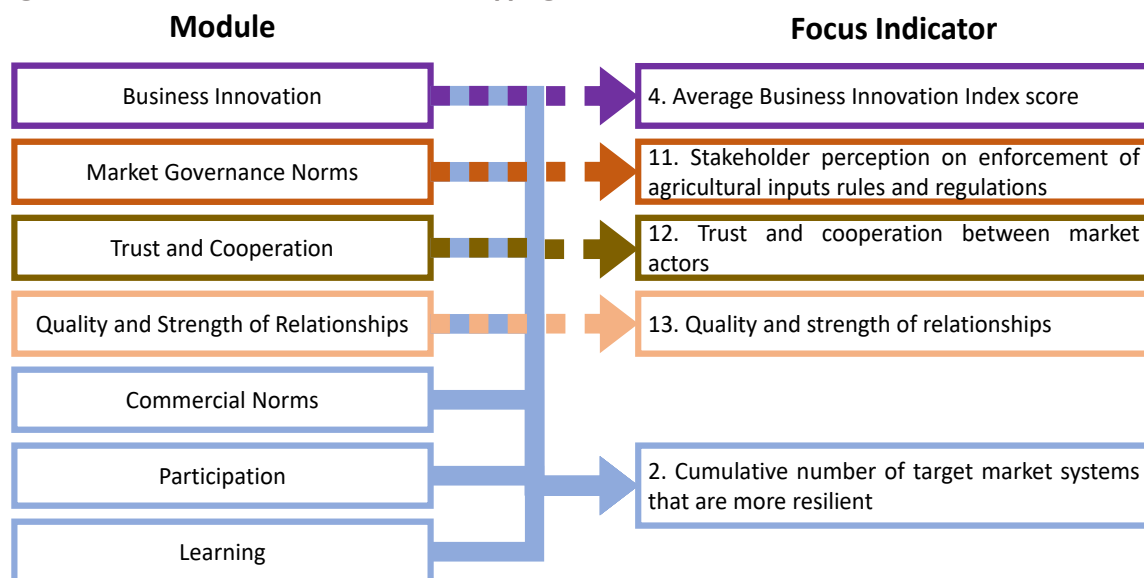 Module
Focus Indicator
Business Innovation
4. Average Business Innovation Index score
Market Governance Norms
11. Stakeholder perception on enforcement of
agricultural inputs rules and regulations
Trust and Cooperation
12. Trust and cooperation between market
actors
Quality and Strength of Relationships
13. Quality and strength of relationships
Commercial Norms
Participation
2. Cumulative number of target market systems
that are more resilient
Learning